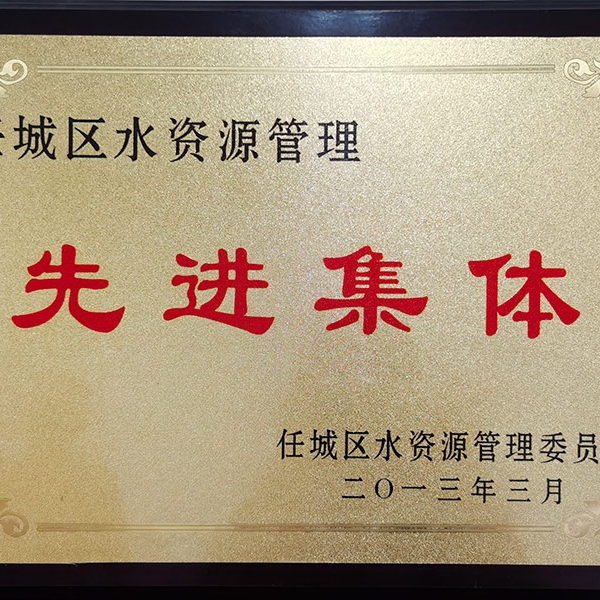 任城区水资源管理
先进集体
任城区水资源管理委员
二〇一三年三月